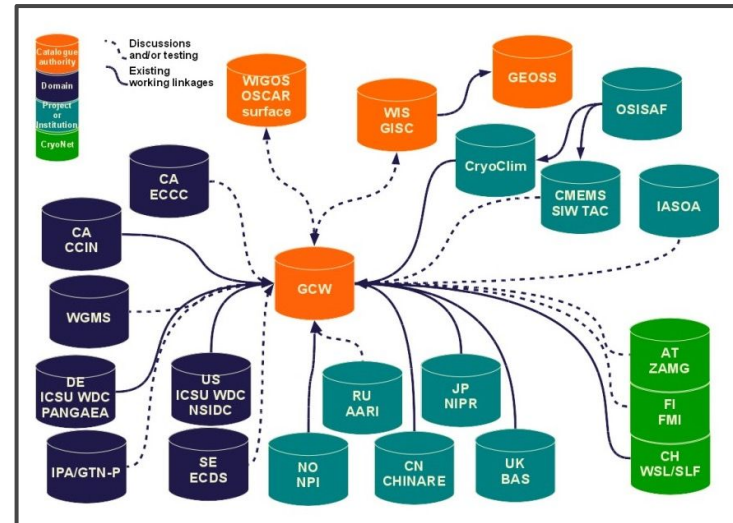 Catalogue
authority
Domain
Project
or
Institution
CryoNet
Discussions
and/or testing
Existing
working linkages
WIGOS
OSCAR
surface
WIS
GISC
GEOSS
OSISAF
CryoClim
CMEMS
SIW TAC
IASOA
CA
ECCC
CA
CCIN
WGMS
GCW
DE
ICSU WDC
PANGAEA
US
ICSU WDC
NSIDC
IPA/GTN-P
SE
ECDS
NO
NPI
RU
AARI
CN
CHINARE
JP
NIPR
UK
BAS
AT
ZAMG
FI
FMI
CH
WSL/SLF